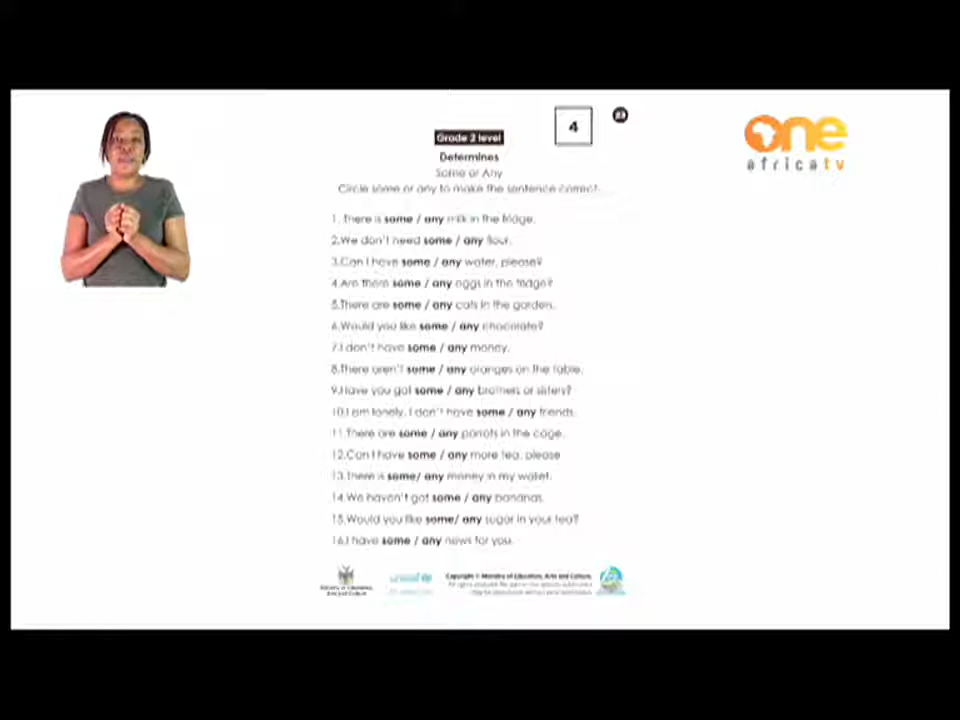 4
one
africa tv
Grade 2 level
Determines
Some or Any
Circle some or any to make the sentence correct.
1. There is some / any milk in the fridge.
2.We don't need some / any flour.
3.Can I have some / any water, please?
4.Are there some / any eggs in the fridge?
5.There are some / any cats in the garden.
6.Would you like some / any chocolate?
7.I don't have some / any money.
8.There aren't some / any oranges on the table.
9.Have you got some / any brothers or sisters?
10.I am lonely, I don't have some / any friends.
11.There are some / any parrots in the cage.
12.Can I have some / any more tea, please
13.There is some/ any money in my wallet.
14.We haven't got some / any bananas.
15.Would you like some/ any sugar in your tea?
16.I have some / any news for you.
unicef
Copyright © Ministry of Education, Arts and Culture.